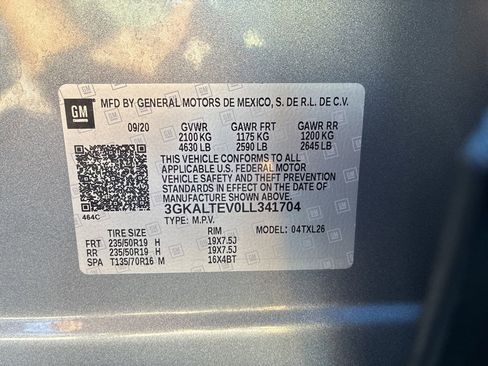 GM
MFD BY GENERAL MOTORS DE MEXICO, S. DE R.L. DE C.V.
09/20 GVWR GAWR FRT GAWR RR
2100 KG 1175 KG 1200 KG
4630 LB 2590 LB 2645 LB
THIS VEHICLE CONFORMS TO ALL
APPLICABLE U.S. FEDERAL MOTOR
VEHICLE SAFETY AND THEFT PREVENTION
STANDARDS IN EFFECT ON THE DATE OF
MANUFACTURE SHOWN ABOVE.
464C 3GKALTEV0LL341704
TYPE: M.P.V. MODEL: 04TXL26
TIRE SIZE RIM
FRT 235/50R19 H 19X7.5J
RR 235/50R19 H 19X7.5J
SPA T135/70R16 M 16X4BT